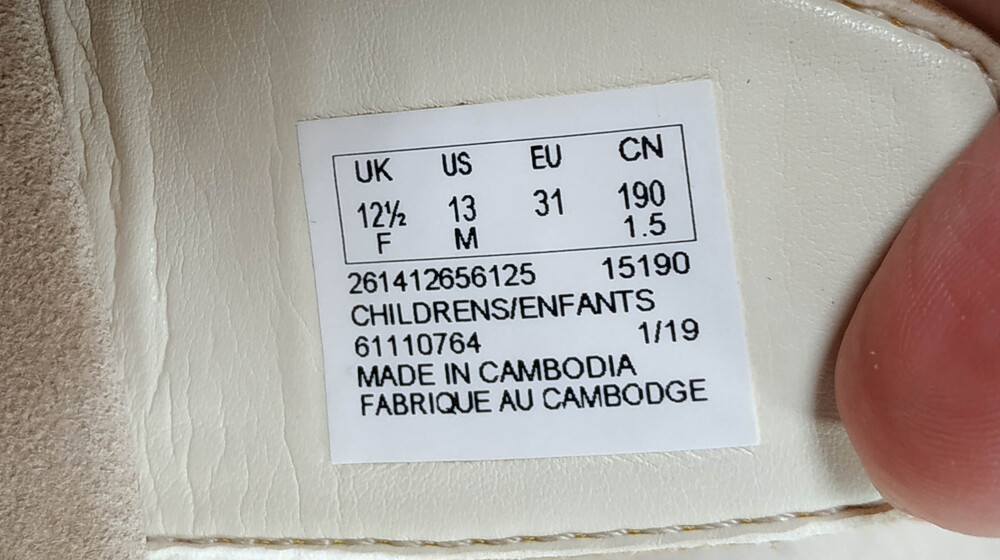 UK US EU CN
12½ 13 31 190
F M 1.5
261412656125 15190
CHILDRENS/ENFANTS
61110764 1/19
MADE IN CAMBODIA
FABRIQUE AU CAMBODGE